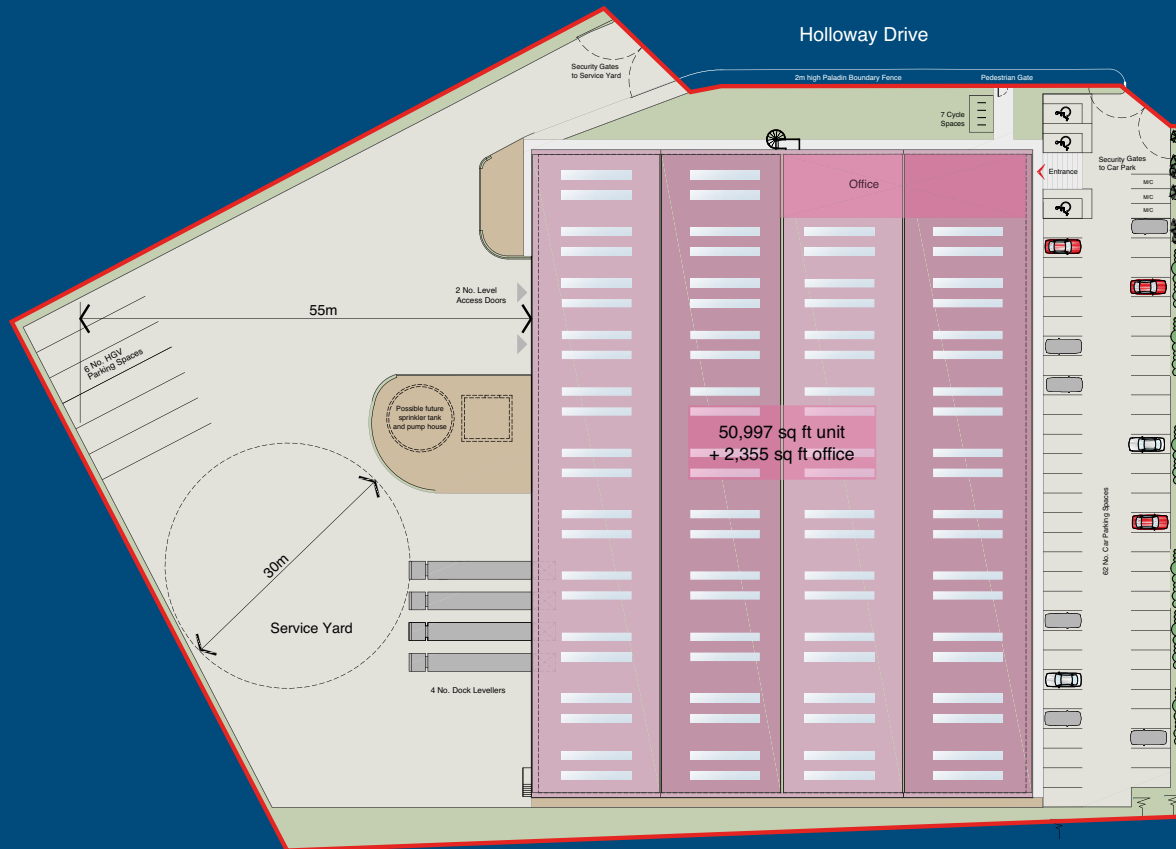 Holloway Drive
Security Gates
to Service Yard
2m high Paladin Boundary Fence
Pedestrian Gate
7 Cycle
Spaces
Security Gates
to Car Park
Entrance
Office
M/C
M/C
M/C
2 No. Level
Access Doors
55m
6 No. HGV
Parking Spaces
Possible future
sprinkler tank
and pump house
50,997 sq ft unit
+ 2,355 sq ft office
62 No. Car Parking Spaces
30m
Service Yard
4 No. Dock Levellers